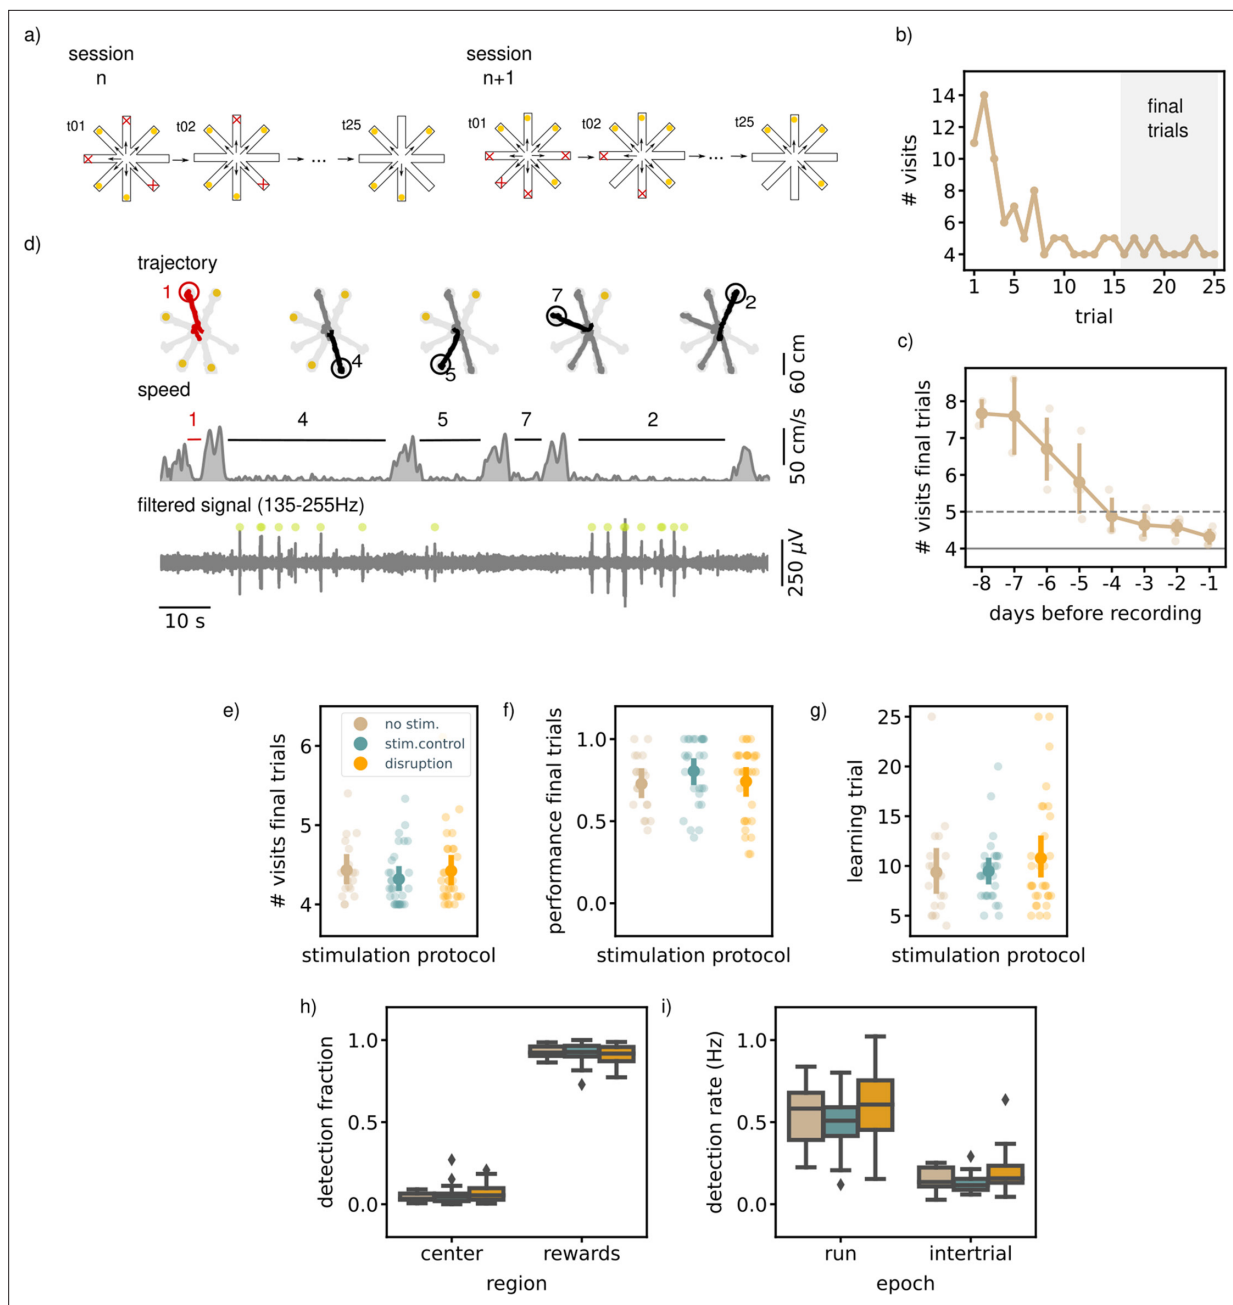 a)
session
n
session
n+1
t01
t02
...
t25
t01
t02
...
t25
b)
# visits
14
12
10
8
6
4
final
trials
1
5
10
15
20
25
trial
c)
# visits final trials
8
7
6
5
4
-8
-7
-6
-5
-4
-3
-2
-1
days before recording
d)
trajectory
1
4
5
7
2
60 cm
speed
1
4
5
7
2
50 cm/s
filtered signal (135-255Hz)
250 µV
10 s
e)
# visits final trials
6
5
4
no stim.
stim.control
disruption
stimulation protocol
f)
performance final trials
1.0
0.5
0.0
stimulation protocol
g)
learning trial
25
20
15
10
5
stimulation protocol
h)
detection fraction
1.0
0.5
0.0
center
rewards
region
i)
detection rate (Hz)
1.0
0.5
0.0
run
intertrial
epoch